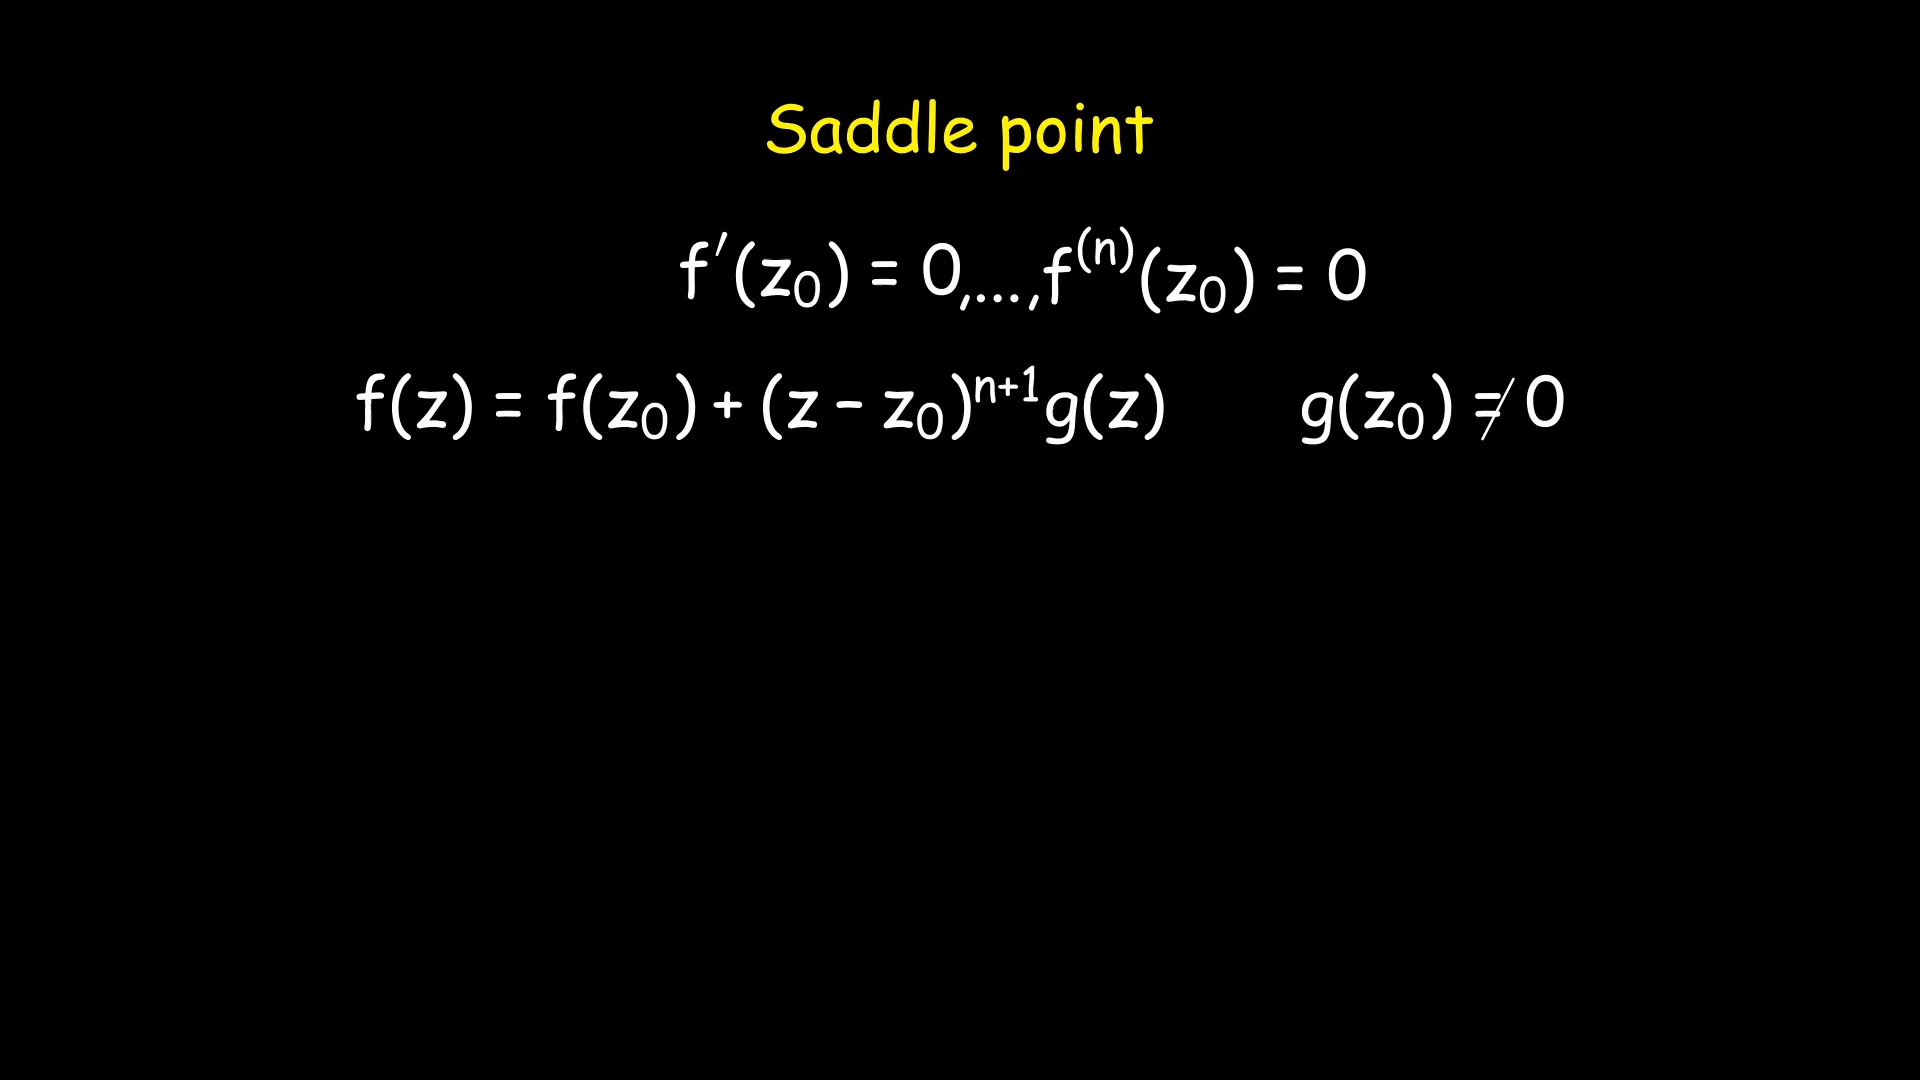 Saddle point
f′(z₀) = 0,...,f⁽ⁿ⁾(z₀) = 0
f(z) = f(z₀) + (z - z₀)ⁿ⁺¹g(z) g(z₀) ≠ 0